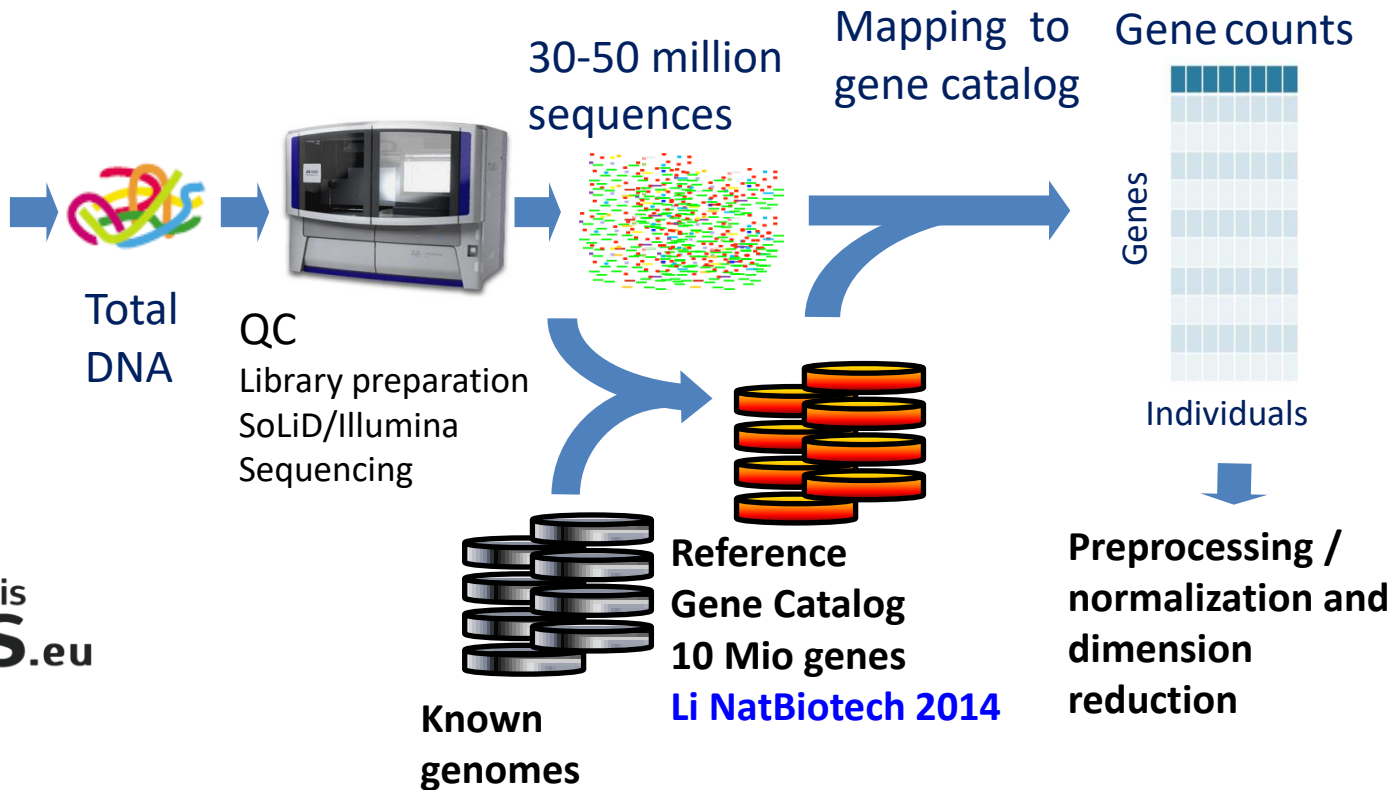 30-50 million
sequences
Mapping to
gene catalog
Gene counts
Genes
Individuals
Total
DNA
QC
Library preparation
SoLiD/Illumina
Sequencing
Reference
Gene Catalog
10 Mio genes
Li NatBiotech 2014
Known
genomes
Preprocessing /
normalization and
dimension
reduction
is
S.eu